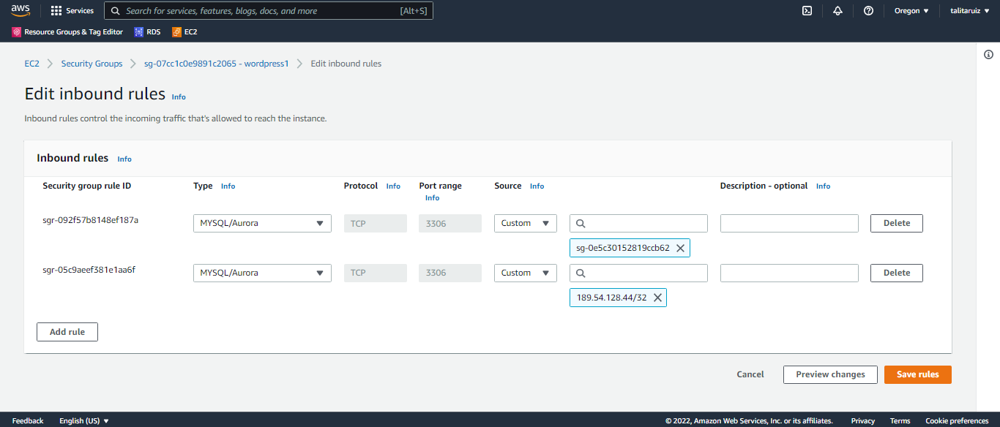 aws Services Search for services, features, blogs, docs, and more [Alt+S] Oregon talitaruiz
Resource Groups & Tag Editor RDS EC2
EC2 Security Groups sg-07cc1c0e9891c2065 - wordpress1 Edit inbound rules
Edit inbound rules Info
Inbound rules control the incoming traffic that's allowed to reach the instance.
Inbound rules Info
Security group rule ID Type Info Protocol Info Port range Info Source Info Description - optional Info
sgr-092f57b8148ef187a MYSQL/Aurora TCP 3306 Custom Delete
sg-0e5c30152819ccb62
sgr-05c9aeef381e1aa6f MYSQL/Aurora TCP 3306 Custom Delete
189.54.128.44/32
Add rule
Cancel Preview changes Save rules
Feedback English (US) © 2022, Amazon Web Services, Inc. or its affiliates. Privacy Terms Cookie preferences